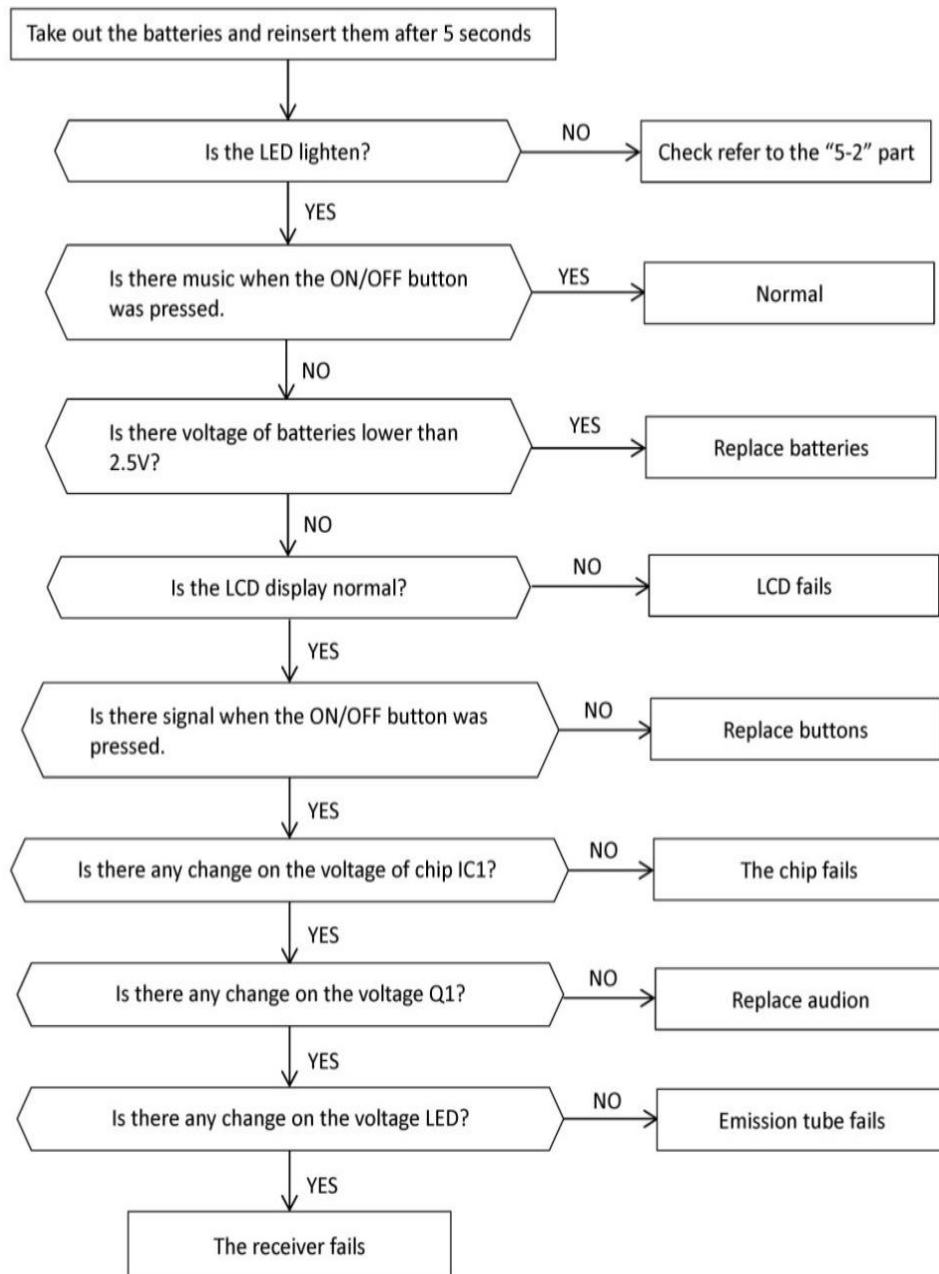 Take out the batteries and reinsert them after 5 seconds
Is the LED lighten?
NO
Check refer to the “5-2” part
YES
Is there music when the ON/OFF button
was pressed.
YES
Normal
NO
Is there voltage of batteries lower than
2.5V?
YES
Replace batteries
NO
Is the LCD display normal?
NO
LCD fails
YES
Is there signal when the ON/OFF button was
pressed.
NO
Replace buttons
YES
Is there any change on the voltage of chip IC1?
NO
The chip fails
YES
Is there any change on the voltage Q1?
NO
Replace audion
YES
Is there any change on the voltage LED?
NO
Emission tube fails
YES
The receiver fails